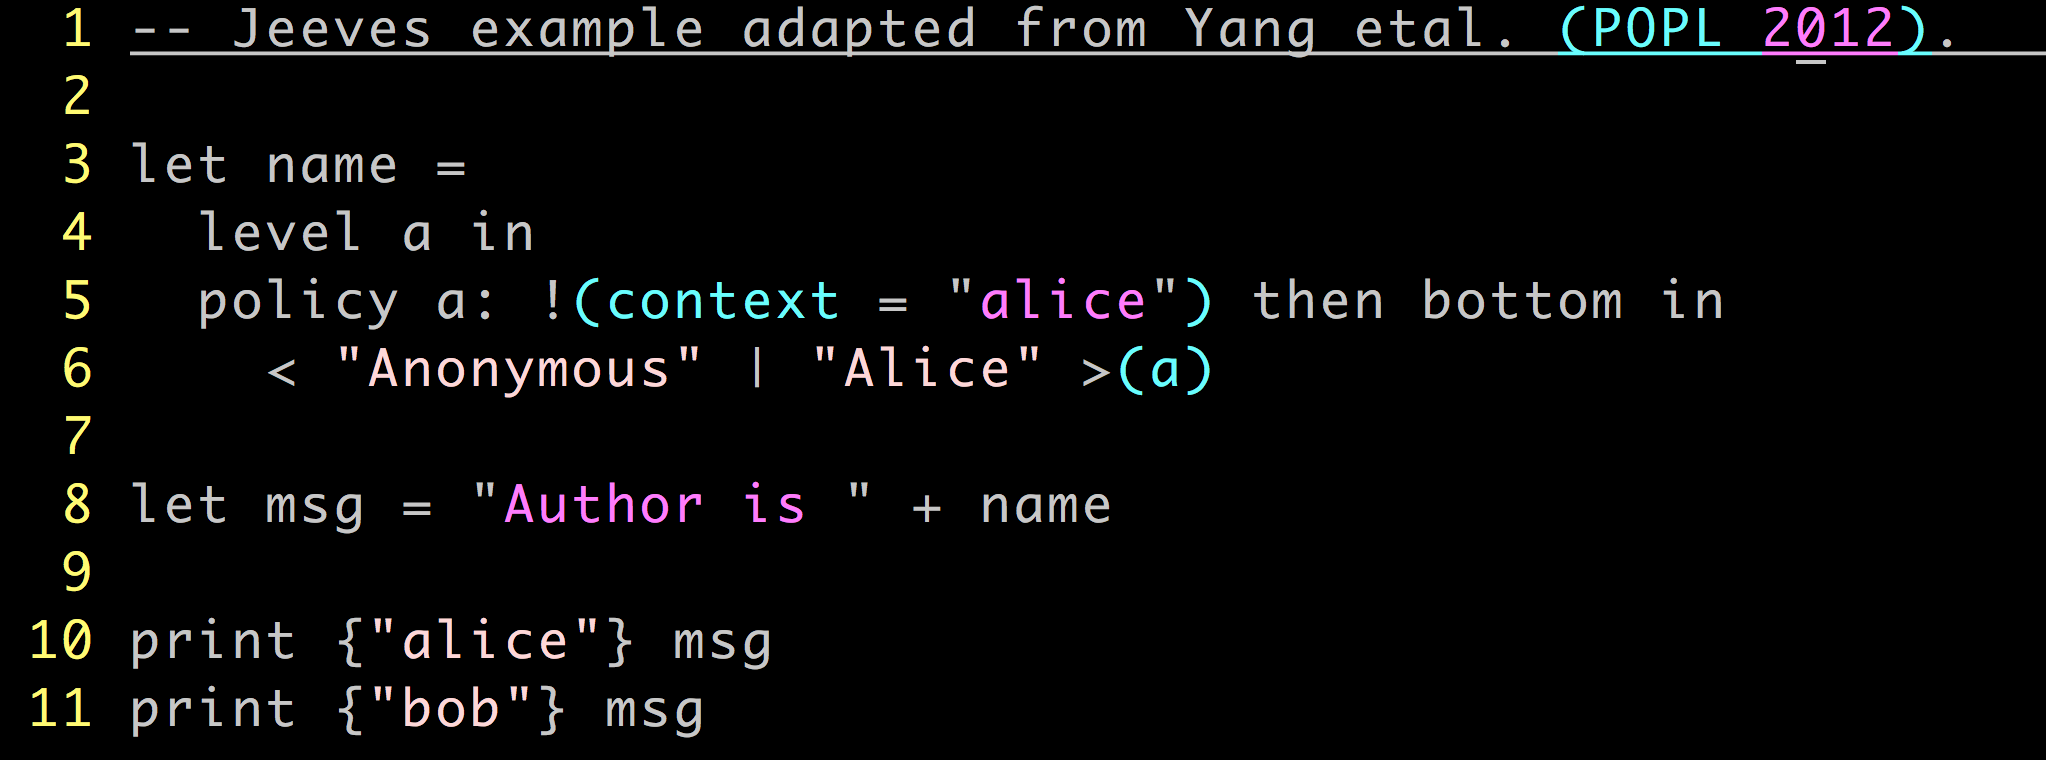 1 -- Jeeves example adapted from Yang etal. (POPL 2012).
2
3 let name =
4   level a in
5   policy a: !(context = "alice") then bottom in
6     < "Anonymous" | "Alice" >(a)
7
8 let msg = "Author is " + name
9
10 print {"alice"} msg
11 print {"bob"} msg